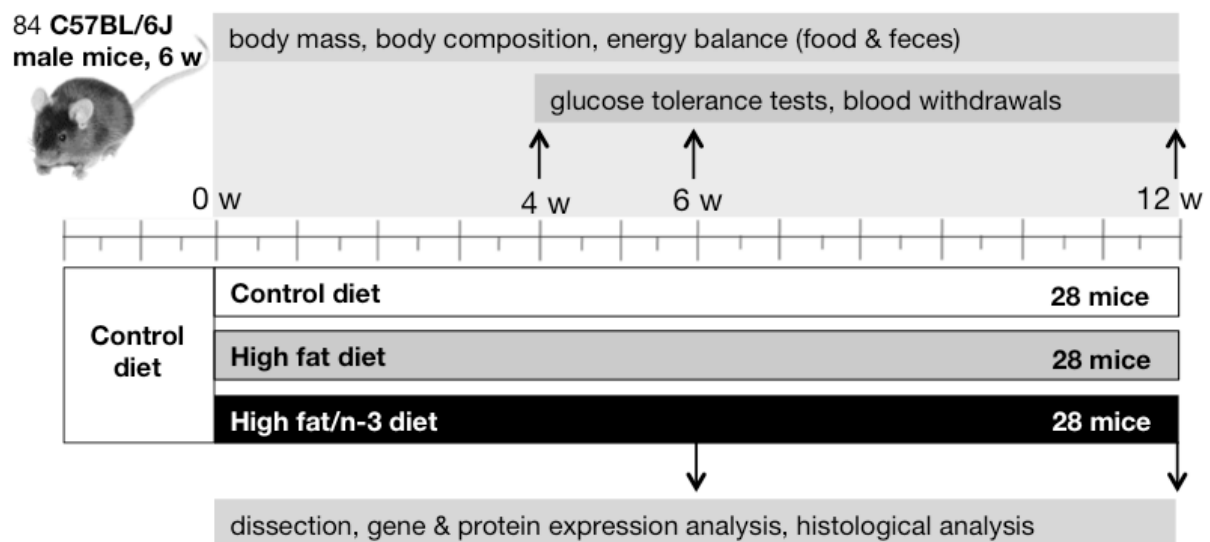 84 C57BL/6J
male mice, 6 w
body mass, body composition, energy balance (food & feces)
glucose tolerance tests, blood withdrawals
0 w
4 w
6 w
12 w
Control
diet
Control diet
28 mice
High fat diet
28 mice
High fat/n-3 diet
28 mice
dissection, gene & protein expression analysis, histological analysis